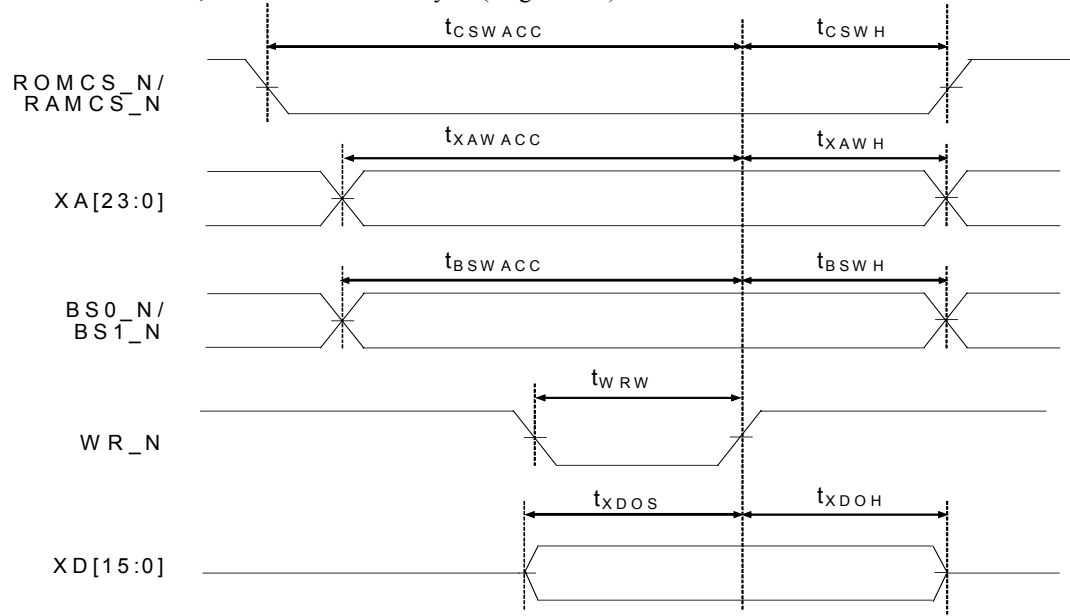 t_CSWACC t_CSWH
ROMCS_N/
RAMCS_N
t_XAWACC t_XAWH
XA[23:0]
t_BSWACC t_BSWH
BS0_N/
BS1_N
t_WRW
WR_N
t_XDOS t_XDOH
XD[15:0]